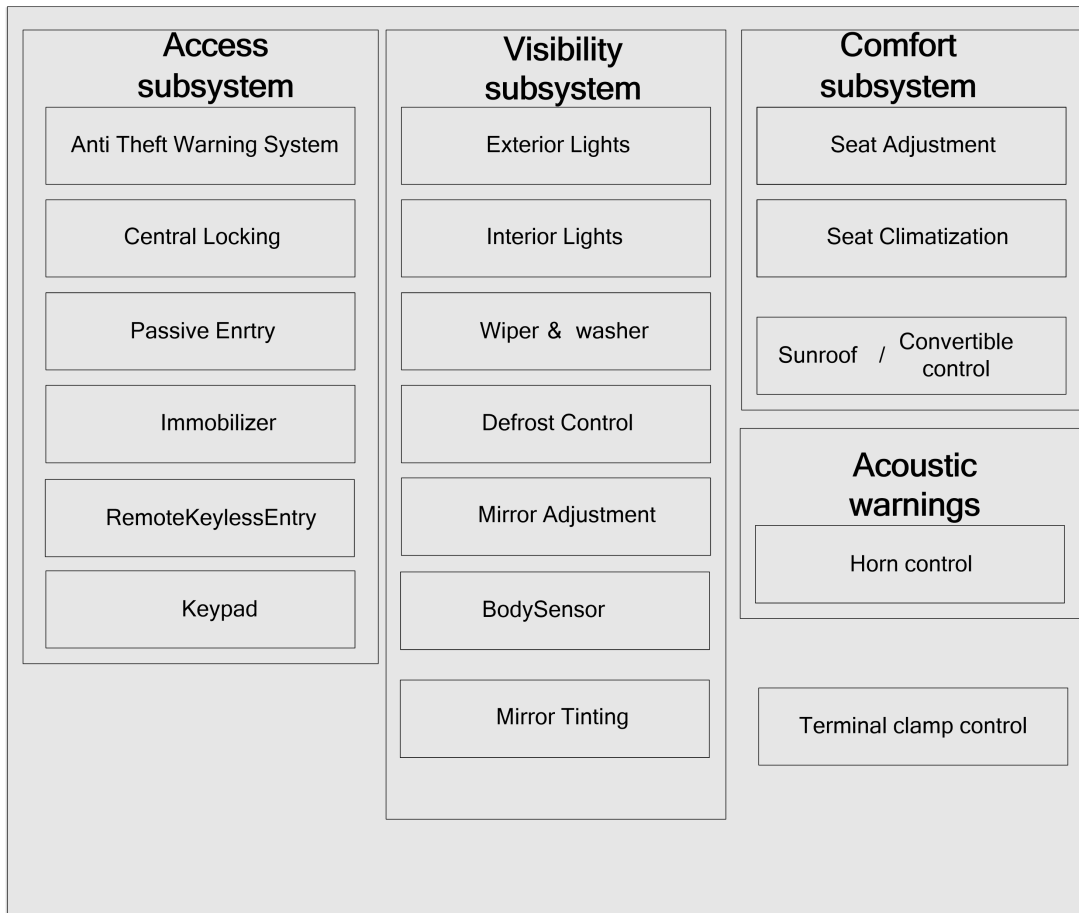 Access
subsystem
Anti Theft Warning System
Central Locking
Passive Enrtry
Immobilizer
RemoteKeylessEntry
Keypad
Visibility
subsystem
Exterior Lights
Interior Lights
Wiper & washer
Defrost Control
Mirror Adjustment
BodySensor
Mirror Tinting
Comfort
subsystem
Seat Adjustment
Seat Climatization
Sunroof / Convertible
control
Acoustic
warnings
Horn control
Terminal clamp control